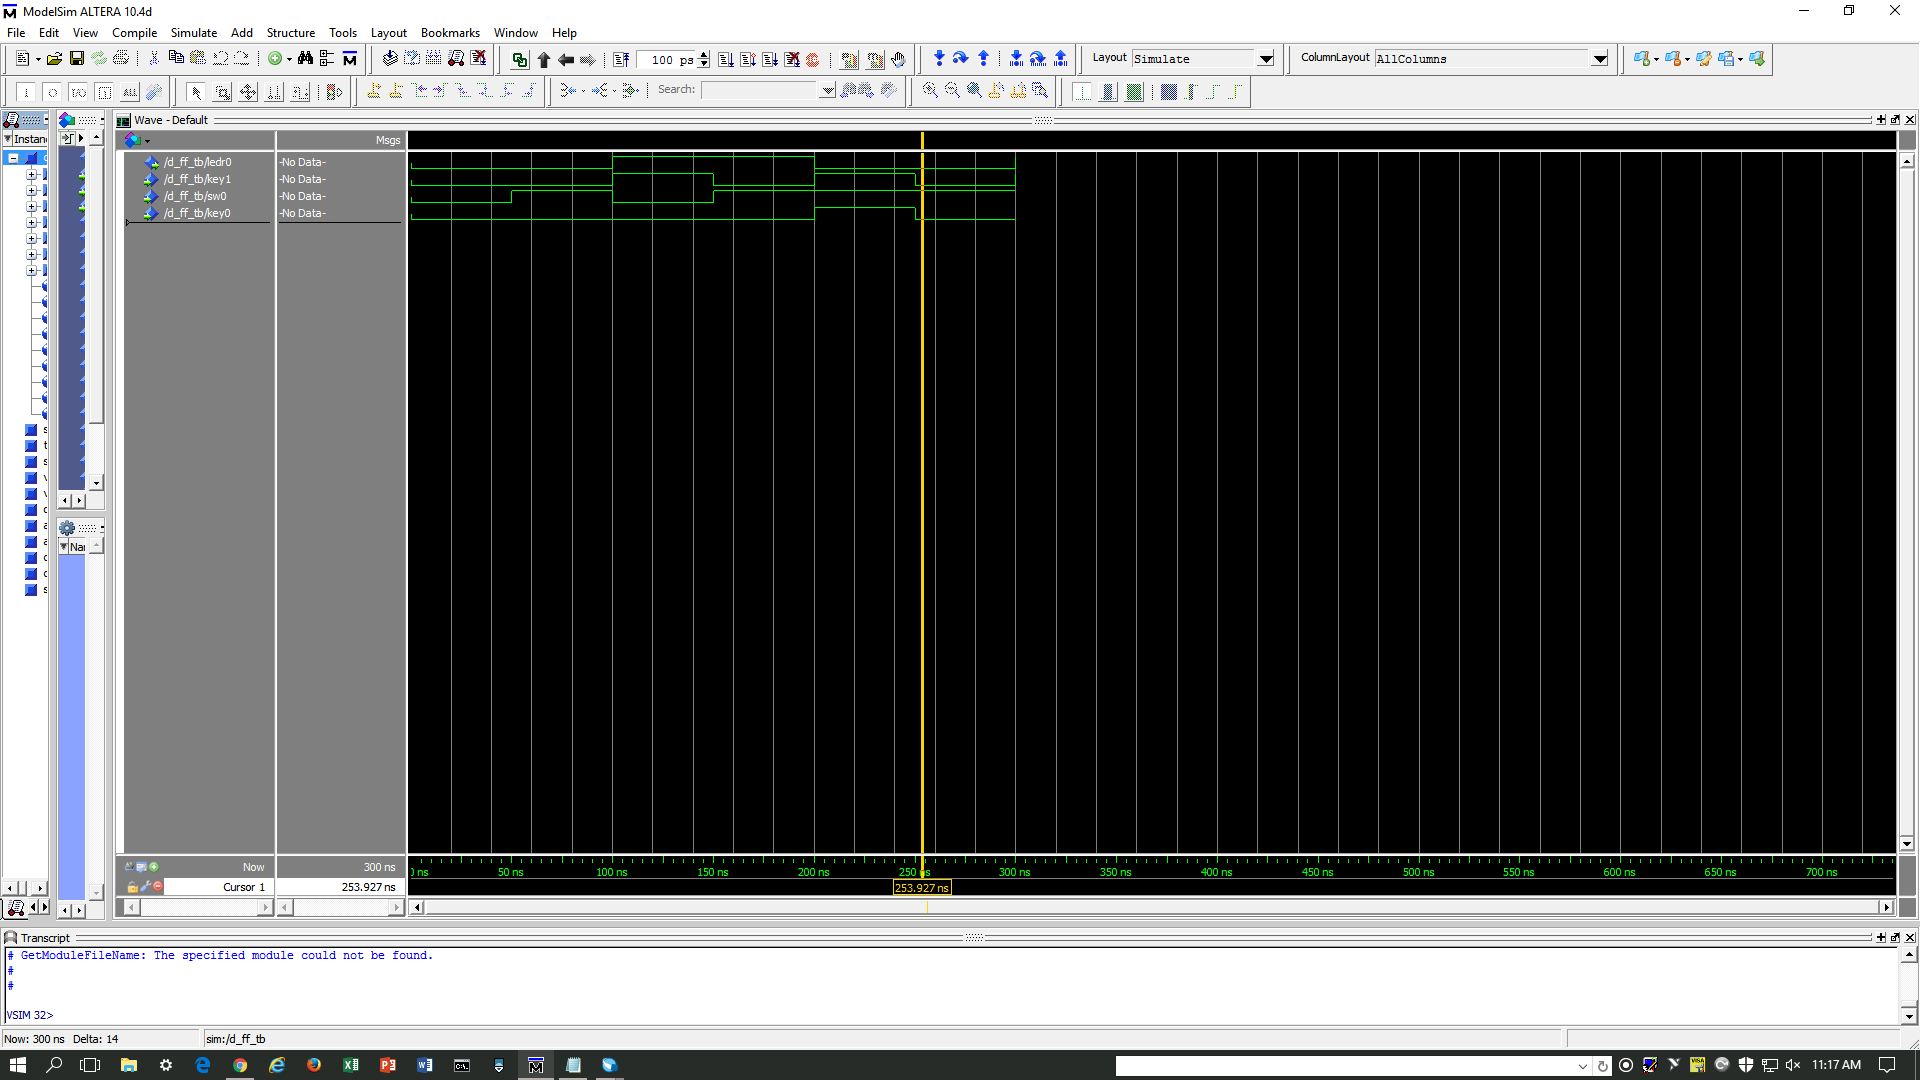 ModelSim ALTERA 10.4d
File Edit View Compile Simulate Add Structure Tools Layout Bookmarks Window Help
100 ps
Layout Simulate
ColumnLayout AllColumns
Search:
Wave - Default
Instan
Msgs
/d_ff_tb/ledr0 -No Data-
/d_ff_tb/key1 -No Data-
/d_ff_tb/sw0 -No Data-
/d_ff_tb/key0 -No Data-
Now 300 ns
50 ns 100 ns 150 ns 200 ns 250 ns 300 ns 350 ns 400 ns 450 ns 500 ns 550 ns 600 ns 650 ns 700 ns
Cursor 1 253.927 ns
253.927 ns
Transcript
# GetModuleFileName: The specified module could not be found.
#
#
VSIM 32>
Now: 300 ns Delta: 14 sim:/d_ff_tb
11:17 AM